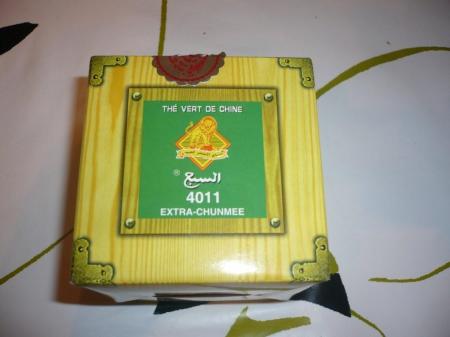 THÉ VERT DE CHINE
السبع ®
4011
EXTRA-CHUNMEE